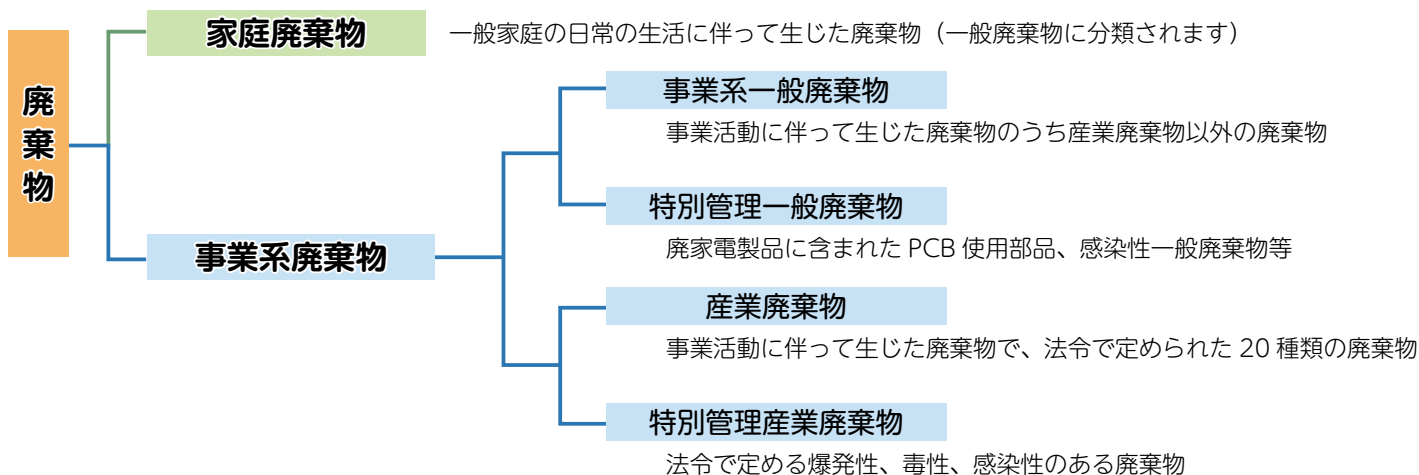 廃棄物
家庭廃棄物
一般家庭の日常の生活に伴って生じた廃棄物（一般廃棄物に分類されます）
事業系廃棄物
事業系一般廃棄物
事業活動に伴って生じた廃棄物のうち産業廃棄物以外の廃棄物
特別管理一般廃棄物
廃家電製品に含まれた PCB 使用部品、感染性一般廃棄物等
産業廃棄物
事業活動に伴って生じた廃棄物で、法令で定められた 20 種類の廃棄物
特別管理産業廃棄物
法令で定める爆発性、毒性、感染性のある廃棄物